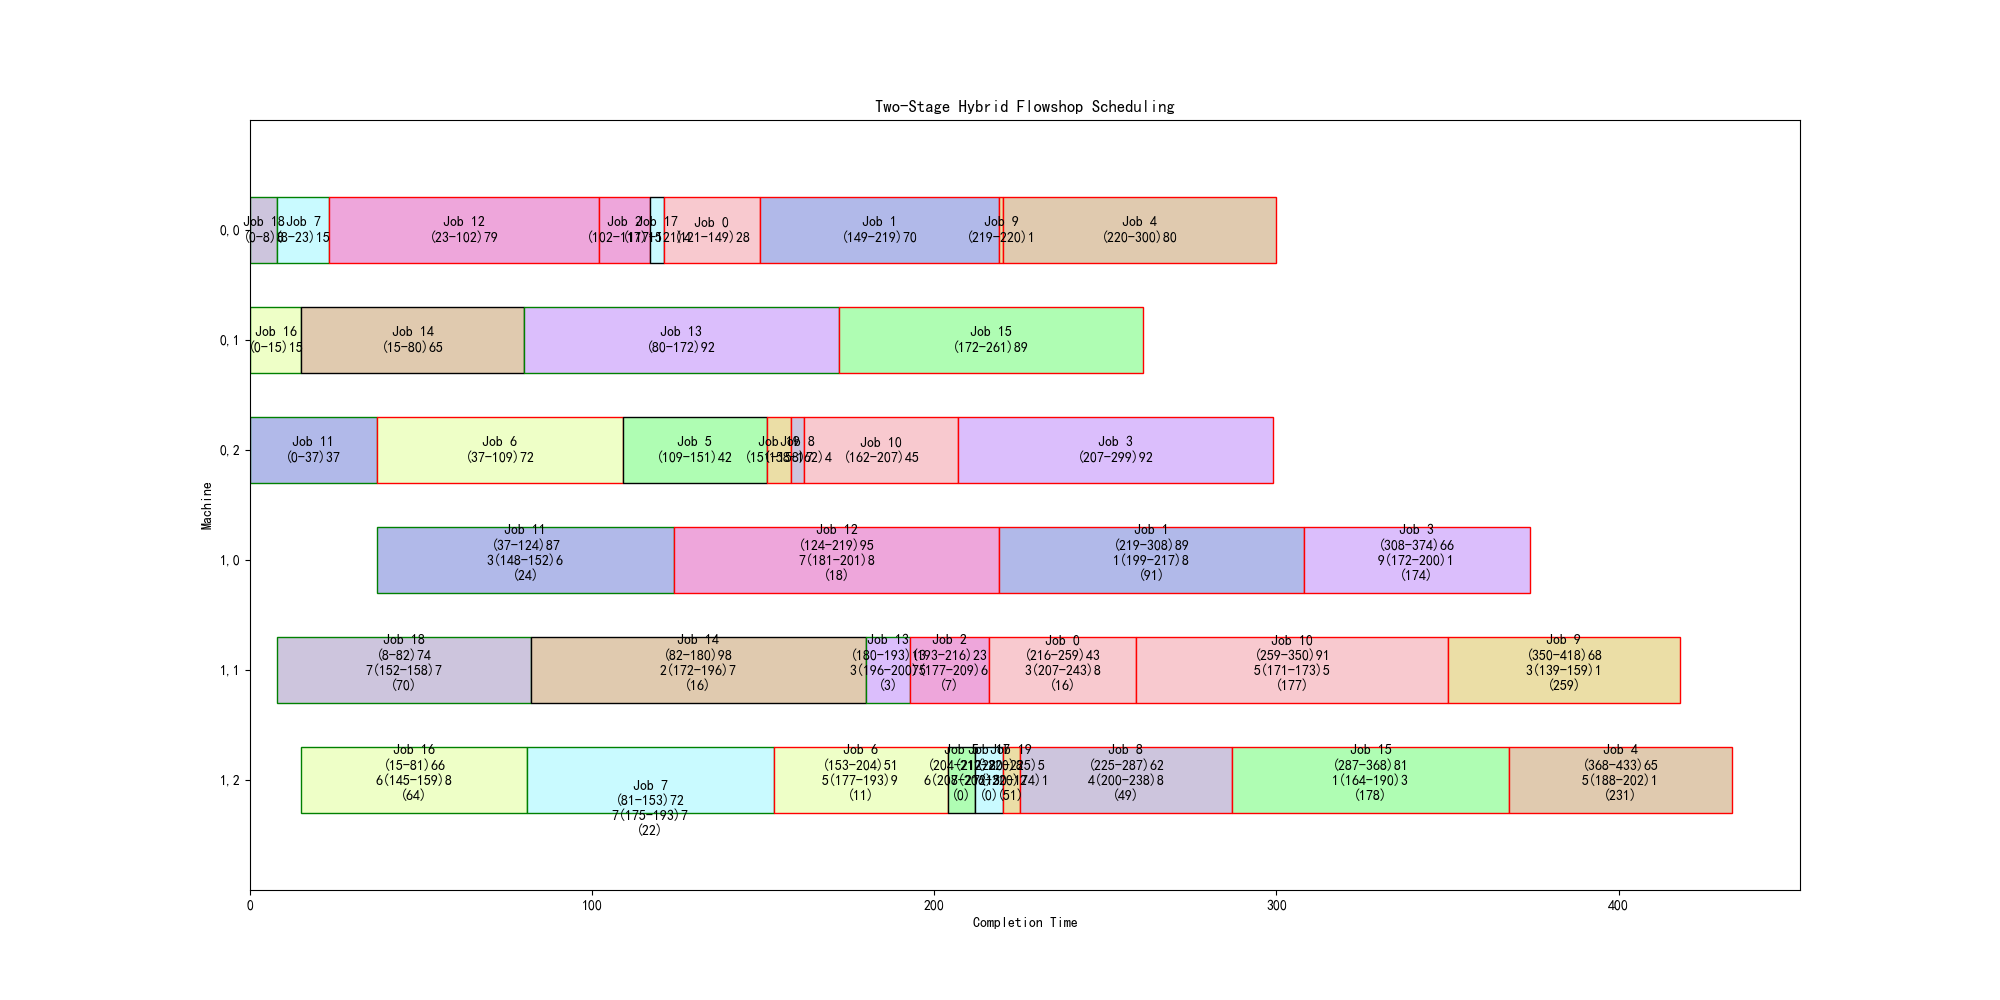 Two-Stage Hybrid Flowshop Scheduling
Machine
0,0
Job 18
(0-8)8
Job 7
(8-23)15
Job 12
(23-102)79
Job 2
(102-117)15
Job 17
(117-121)4
Job 0
(121-149)28
Job 1
(149-219)70
Job 9
(219-220)1
Job 4
(220-300)80
0,1
Job 16
(0-15)15
Job 14
(15-80)65
Job 13
(80-172)92
Job 15
(172-261)89
0,2
Job 11
(0-37)37
Job 6
(37-109)72
Job 5
(109-151)42
Job 19
(151-158)7
Job 8
(158-162)4
Job 10
(162-207)45
Job 3
(207-299)92
1,0
Job 11
(37-124)87
3(148-152)6
(24)
Job 12
(124-219)95
7(181-201)8
(18)
Job 1
(219-308)89
1(199-217)8
(91)
Job 3
(308-374)66
9(172-200)1
(174)
1,1
Job 18
(8-82)74
7(152-158)7
(70)
Job 14
(82-180)98
2(172-196)7
(16)
Job 13
(180-193)13
3(196-200)5
(3)
Job 2
(193-216)23
(177-209)6
(7)
Job 0
(216-259)43
3(207-243)8
(16)
Job 10
(259-350)91
5(171-173)5
(177)
Job 9
(350-418)68
3(139-159)1
(259)
1,2
Job 16
(15-81)66
6(145-159)8
(64)
Job 7
(81-153)72
7(175-193)7
(22)
Job 6
(153-204)51
5(177-193)9
(11)
Job 5
(204-212)8
(0)
Job 17
(212-220)8
(0)
Job 19
(220-225)5
(51)
Job 8
(225-287)62
4(200-238)8
(49)
Job 15
(287-368)81
1(164-190)3
(178)
Job 4
(368-433)65
5(188-202)1
(231)
0
100
200
300
400
Completion Time